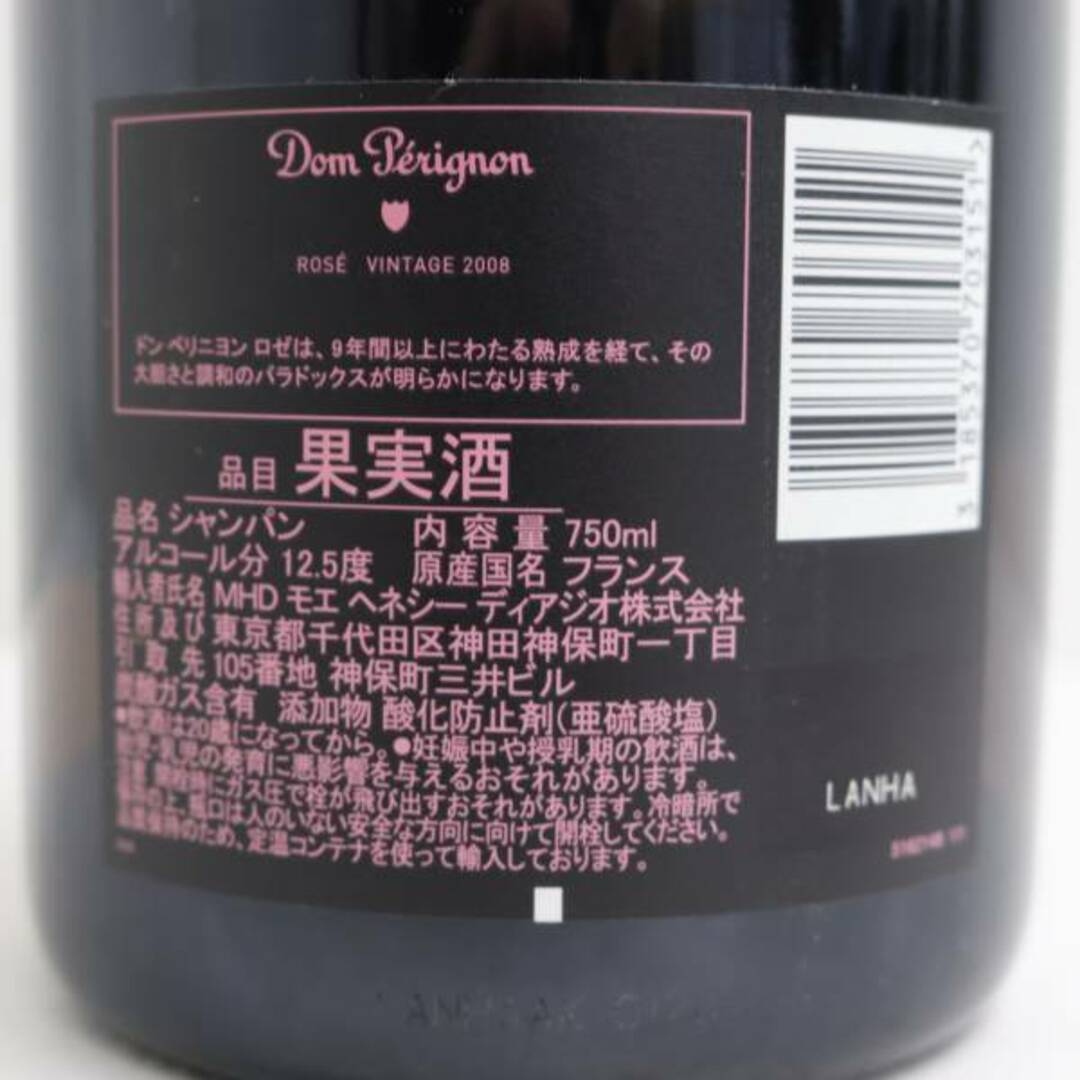 Dom Pérignon
ROSÉ VINTAGE 2008
ドン ペリニヨン ロゼは、9年間以上にわたる熟成を経て、その
大胆さと調和のパラドックスが明らかになります。
品目 果実酒
品名 シャンパン 内容量 750ml
アルコール分 12.5度 原産国名 フランス
輸入者氏名 MHD モエ ヘネシー ディアジオ株式会社
住所及び 東京都千代田区神田神保町一丁目
引取先 105番地 神保町三井ビル
炭酸ガス含有 添加物 酸化防止剤(亜硫酸塩)
●飲酒は20歳になってから。●妊娠中や授乳期の飲酒は、
胎児・乳児の発育に悪影響を与えるおそれがあります。
ガス圧で栓が飛び出すおそれがあります。冷暗所で
瓶口は人のいない安全な方向に向けて開栓してください。
品質保持のため、定温コンテナを使って輸入しております。
3 185370 703151 >
LANHA